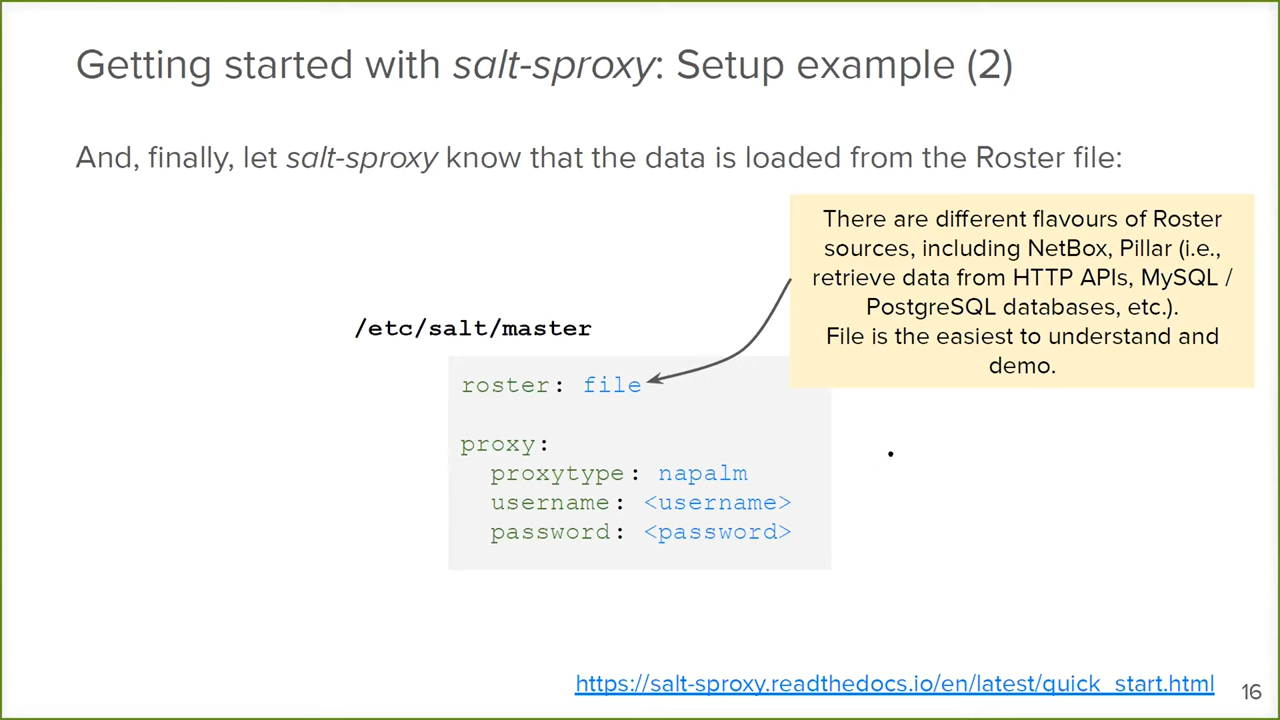 Getting started with salt-sproxy: Setup example (2)
And, finally, let salt-sproxy know that the data is loaded from the Roster file:
There are different flavours of Roster
sources, including NetBox, Pillar (i.e.,
retrieve data from HTTP APIs, MySQL /
PostgreSQL databases, etc.).
File is the easiest to understand and
demo.
/etc/salt/master
roster: file
proxy:
  proxytype: napalm
  username: <username>
  password: <password>
https://salt-sproxy.readthedocs.io/en/latest/quick_start.html
16